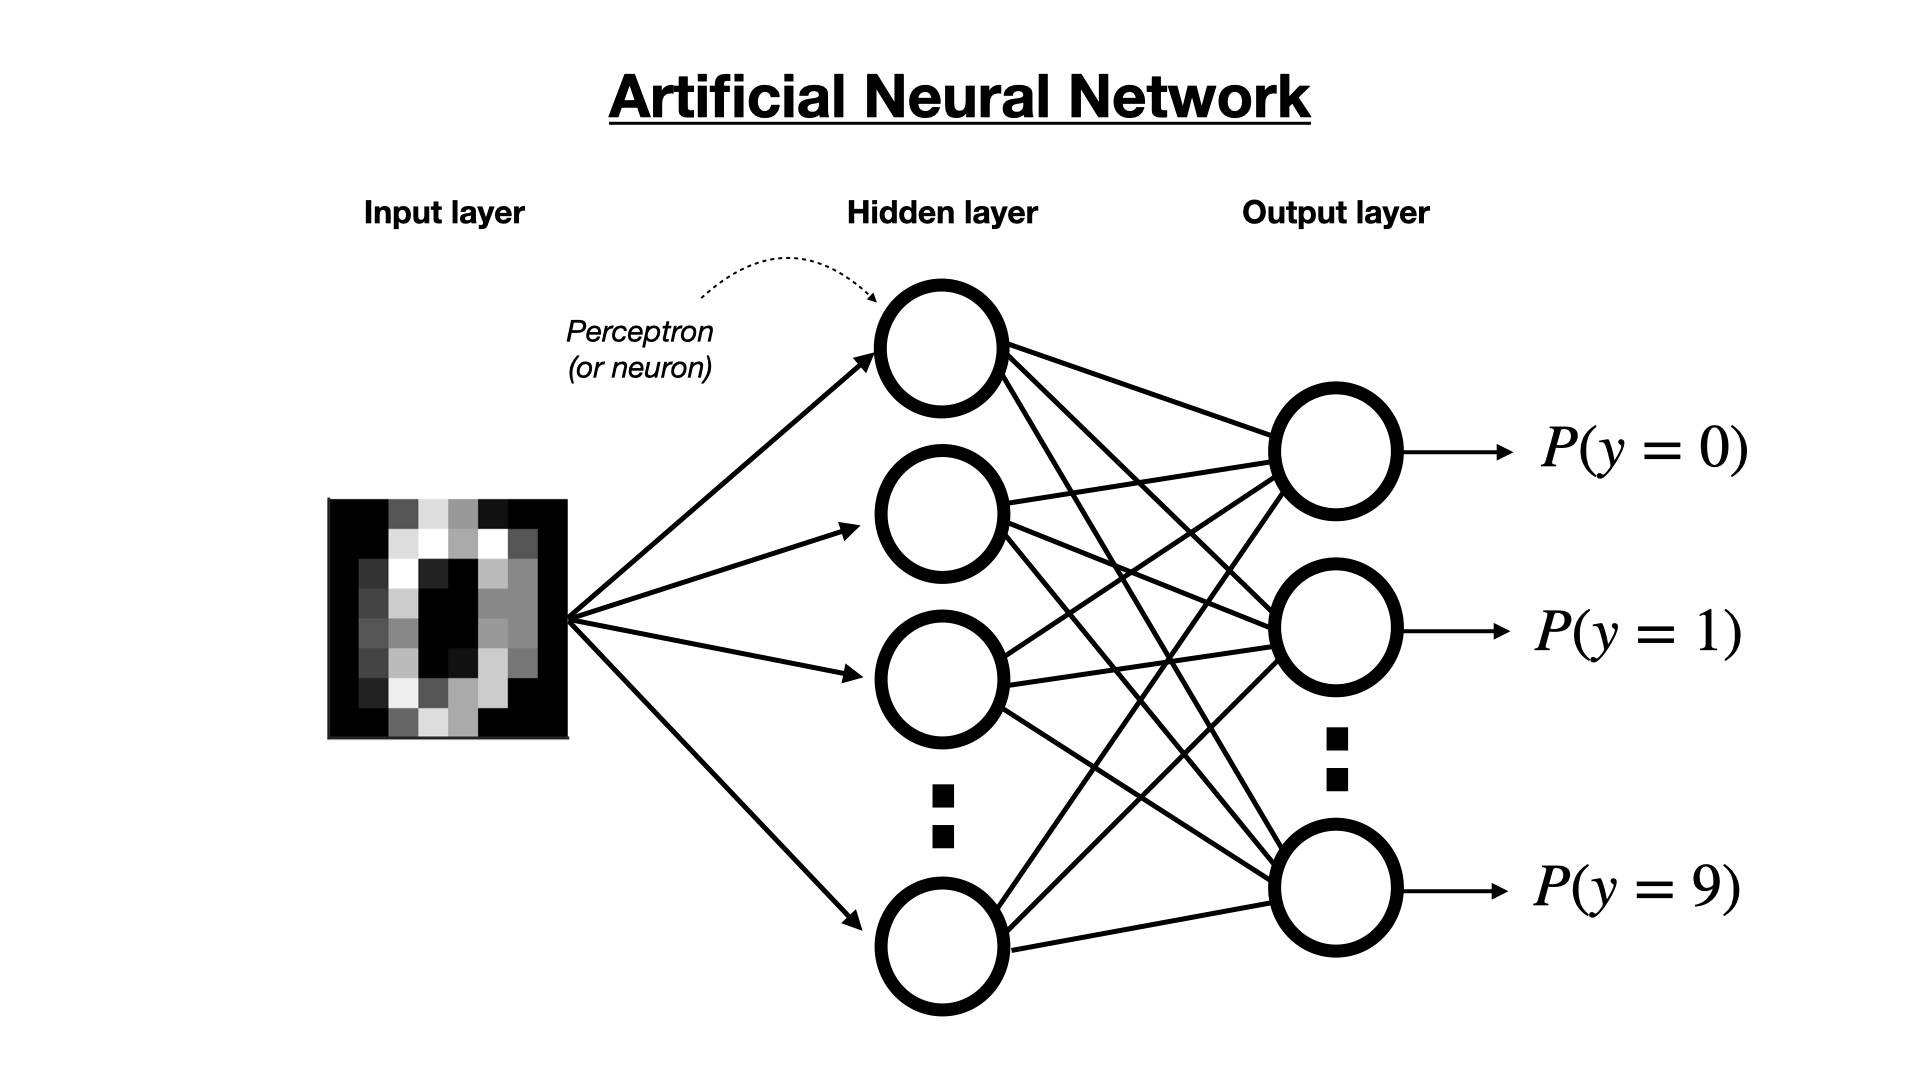 Artificial Neural Network
Input layer
Hidden layer
Output layer
Perceptron
(or neuron)
P(y = 0)
P(y = 1)
P(y = 9)